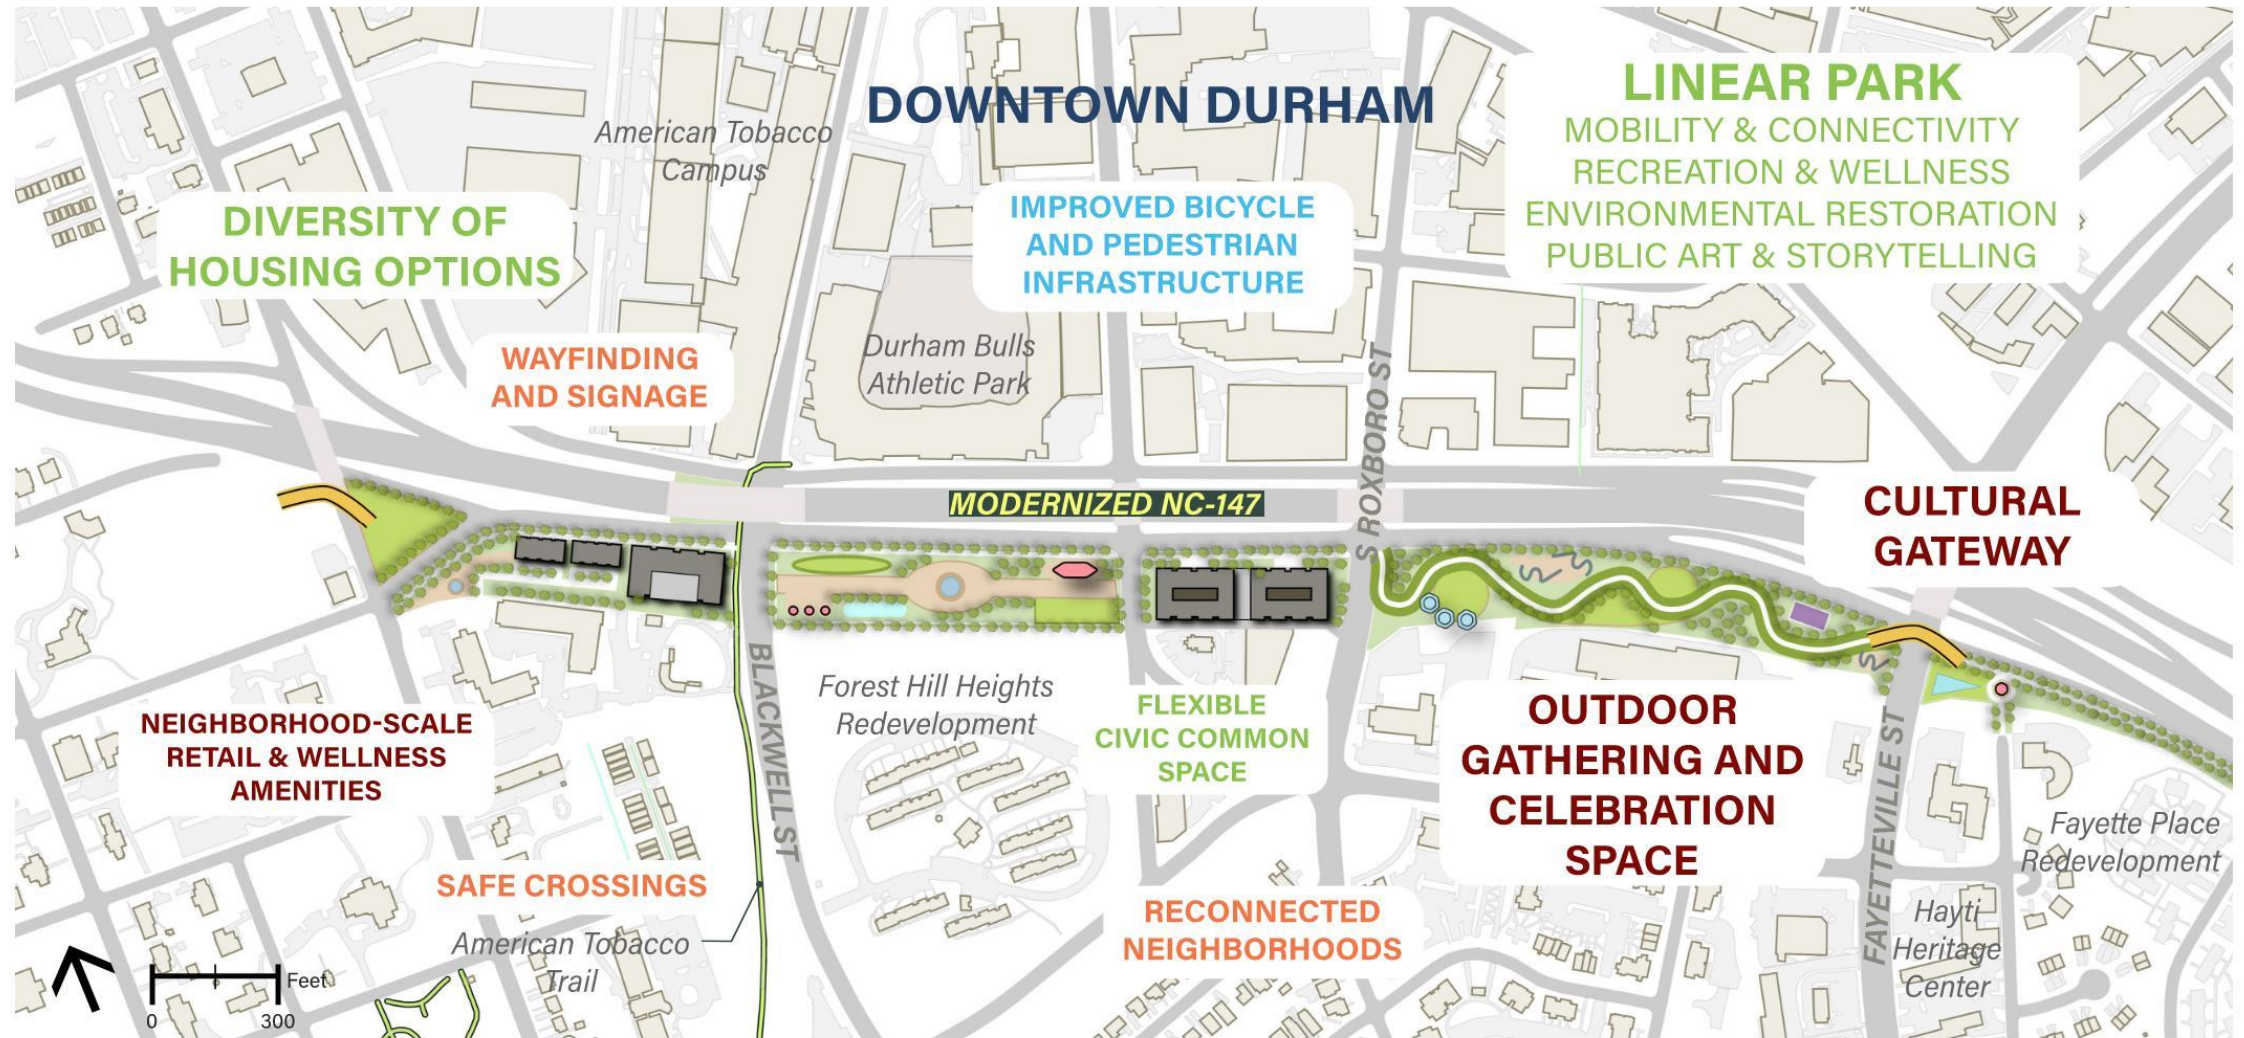 DOWNTOWN DURHAM
LINEAR PARK
MOBILITY & CONNECTIVITY
RECREATION & WELLNESS
ENVIRONMENTAL RESTORATION
PUBLIC ART & STORYTELLING
American Tobacco
Campus
DIVERSITY OF
HOUSING OPTIONS
IMPROVED BICYCLE
AND PEDESTRIAN
INFRASTRUCTURE
WAYFINDING
AND SIGNAGE
Durham Bulls
Athletic Park
S ROXBORO ST
MODERNIZED NC-147
CULTURAL
GATEWAY
BLACKWELL ST
Forest Hill Heights
Redevelopment
FLEXIBLE
CIVIC COMMON
SPACE
OUTDOOR
GATHERING AND
CELEBRATION
SPACE
NEIGHBORHOOD-SCALE
RETAIL & WELLNESS
AMENITIES
FAYETTEVILLE ST
Fayette Place
Redevelopment
SAFE CROSSINGS
American Tobacco
Trail
RECONNECTED
NEIGHBORHOODS
Hayti
Heritage
Center
Feet
0 300